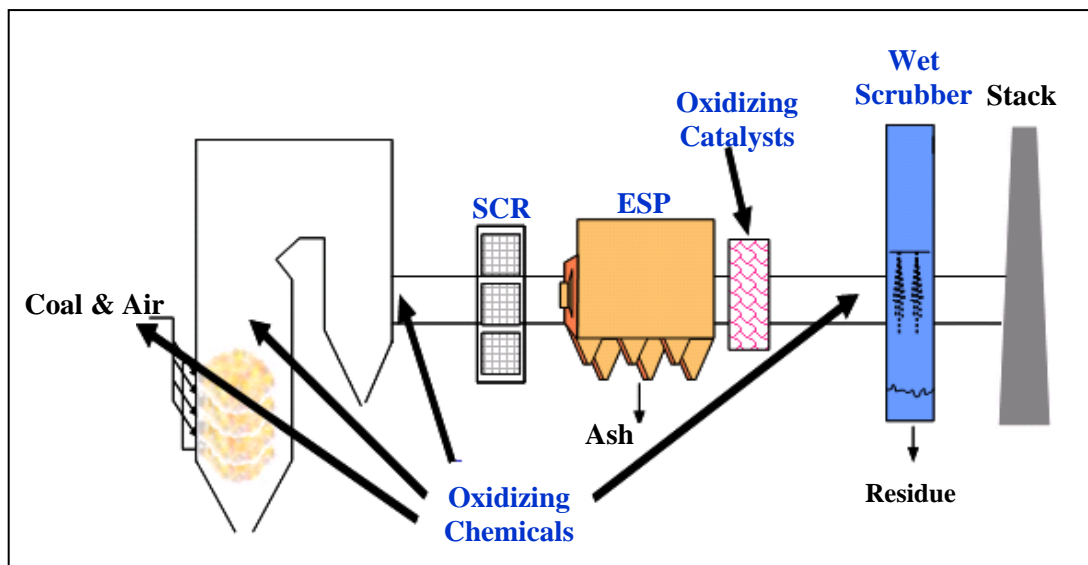 Wet
Scrubber
Stack
Oxidizing
Catalysts
SCR
ESP
Coal & Air
Ash
Oxidizing
Chemicals
Residue